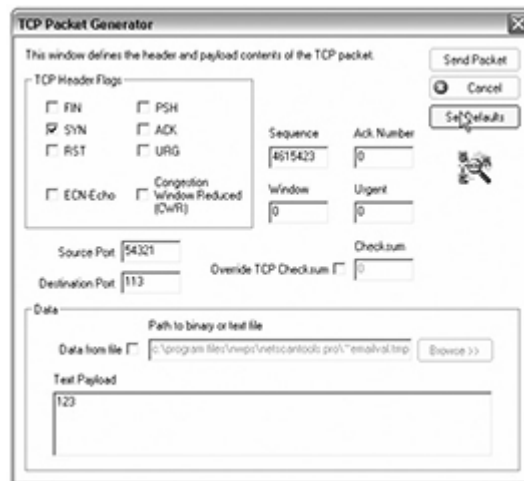 TCP Packet Generator
This window defines the header and payload contents of the TCP packet.
Send Packet
Cancel
Set Defaults
TCP Header Flags
FIN
PSH
SYN
ACK
RST
URG
ECN-Echo
Congestion
Window Reduced
(CWR)
Sequence
Ack Number
4615423
0
Window
Urgent
0
0
Source Port
54321
Destination Port
113
Checksum
Override TCP Checksum
0
Data
Path to binary or text file
Data from file
c:\program files\nwps\netscantools pro\~emailval.tmp
Browse >>
Text Payload
123